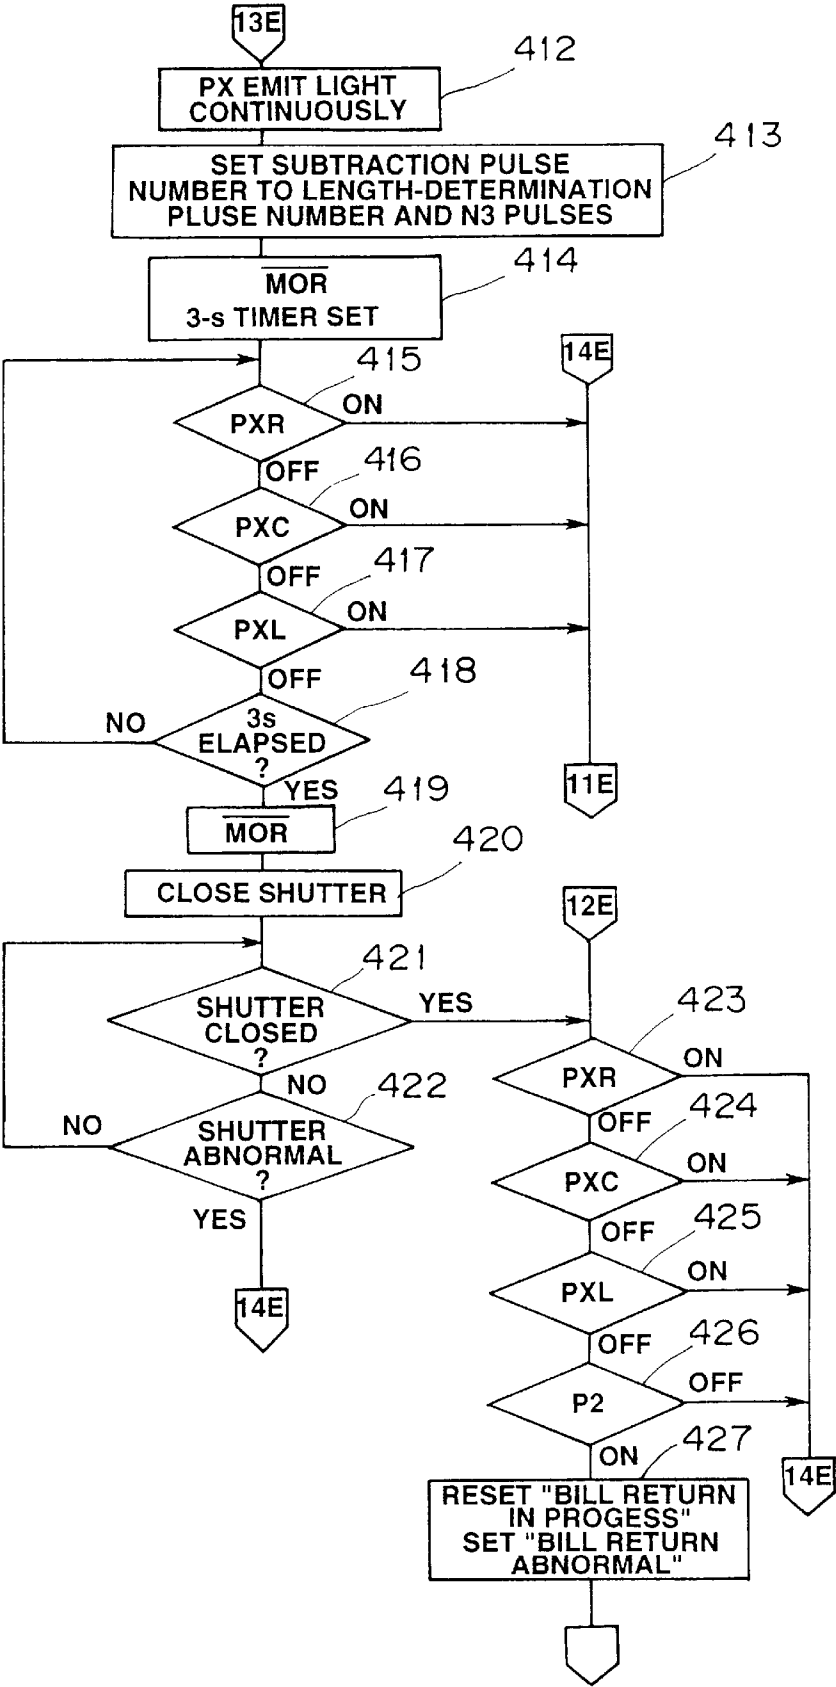 13E
412
PX EMIT LIGHT
CONTINUOUSLY
413
SET SUBTRACTION PULSE
NUMBER TO LENGTH-DETERMINATION
PLUSE NUMBER AND N3 PULSES
414
MOR
3-s TIMER SET
14E
415
PXR
ON
OFF
416
PXC
ON
OFF
417
PXL
ON
OFF
418
3s
ELAPSED
?
NO
YES
11E
419
MOR
420
CLOSE SHUTTER
12E
421
SHUTTER
CLOSED
?
YES
NO
422
SHUTTER
ABNORMAL
?
NO
YES
14E
423
PXR
ON
OFF
424
PXC
ON
OFF
425
PXL
ON
OFF
426
P2
OFF
ON
427
14E
RESET "BILL RETURN
IN PROGESS"
SET "BILL RETURN
ABNORMAL"